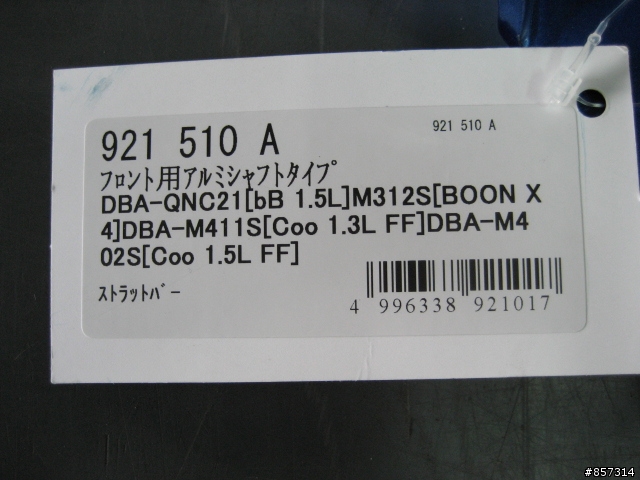 921 510 A
921 510 A
ﾌﾛﾝﾄ用ｱﾙﾐｼｬﾌﾄﾀｲﾌﾟ
DBA-QNC21[bB 1.5L]M312S[BOON X
4]DBA-M411S[Coo 1.3L FF]DBA-M4
02S[Coo 1.5L FF]
ｽﾄﾗｯﾄﾊﾞｰ
4 996338 921017
#857314